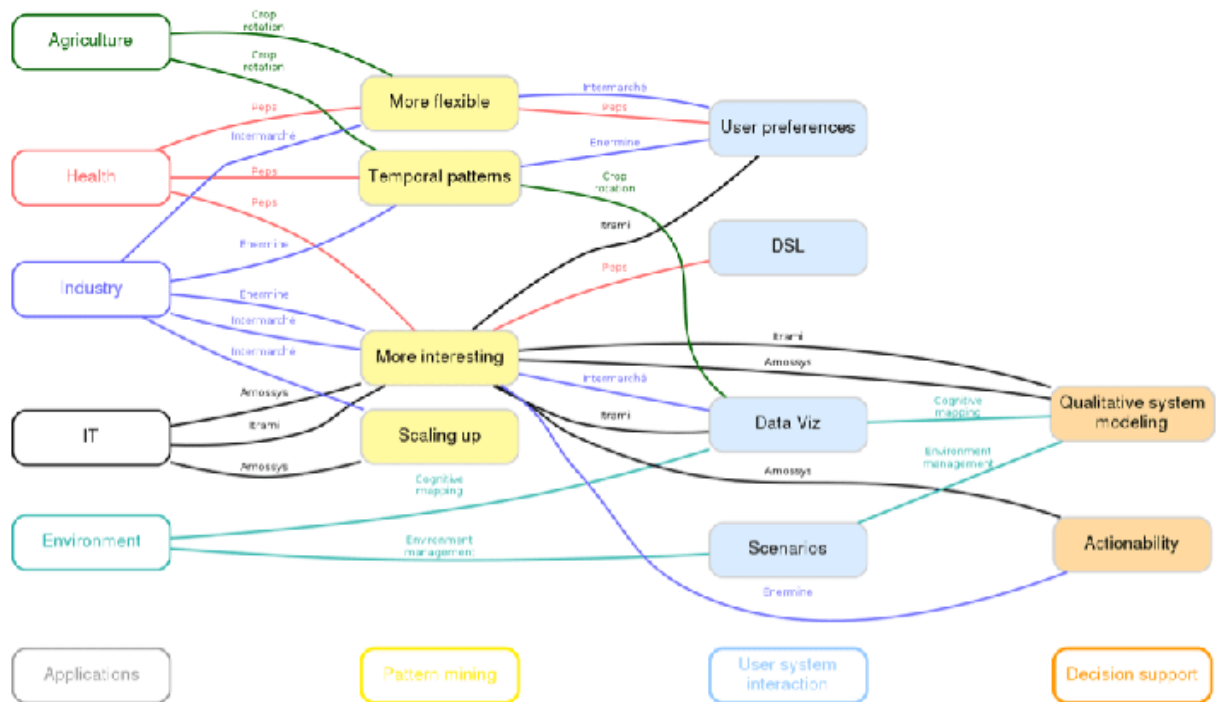 Agriculture
Crop
rotation
Crop
rotation
More flexible
Intermarché
Peps
User preferences
Peps
Intermarché
Enermine
Health
Peps
Temporal patterns
Crop
rotation
Peps
Itrami
DSL
Enermine
Peps
Industry
Enermine
Intermarché
Intermarché
More interesting
Itrami
Amossys
Intermarché
Qualitative system
modeling
Cognitive
mapping
Amossys
Itrami
IT
Amossys
Scaling up
Itrami
Data Viz
Environment
management
Amossys
Cognitive
mapping
Environment
Environment
management
Scenarios
Actionability
Enermine
Applications
Pattern mining
User system
interaction
Decision support